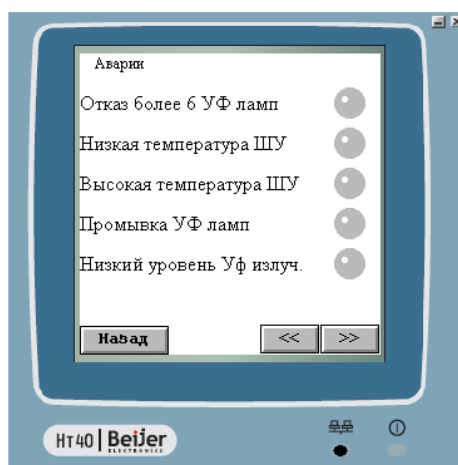 Аварии
Отказ более 6 УФ ламп
Низкая температура ШУ
Высокая температура ШУ
Промывка УФ ламп
Низкий уровень Уф излуч.
Назад
<<
>>
HT40 Beijer
ELECTRONICS